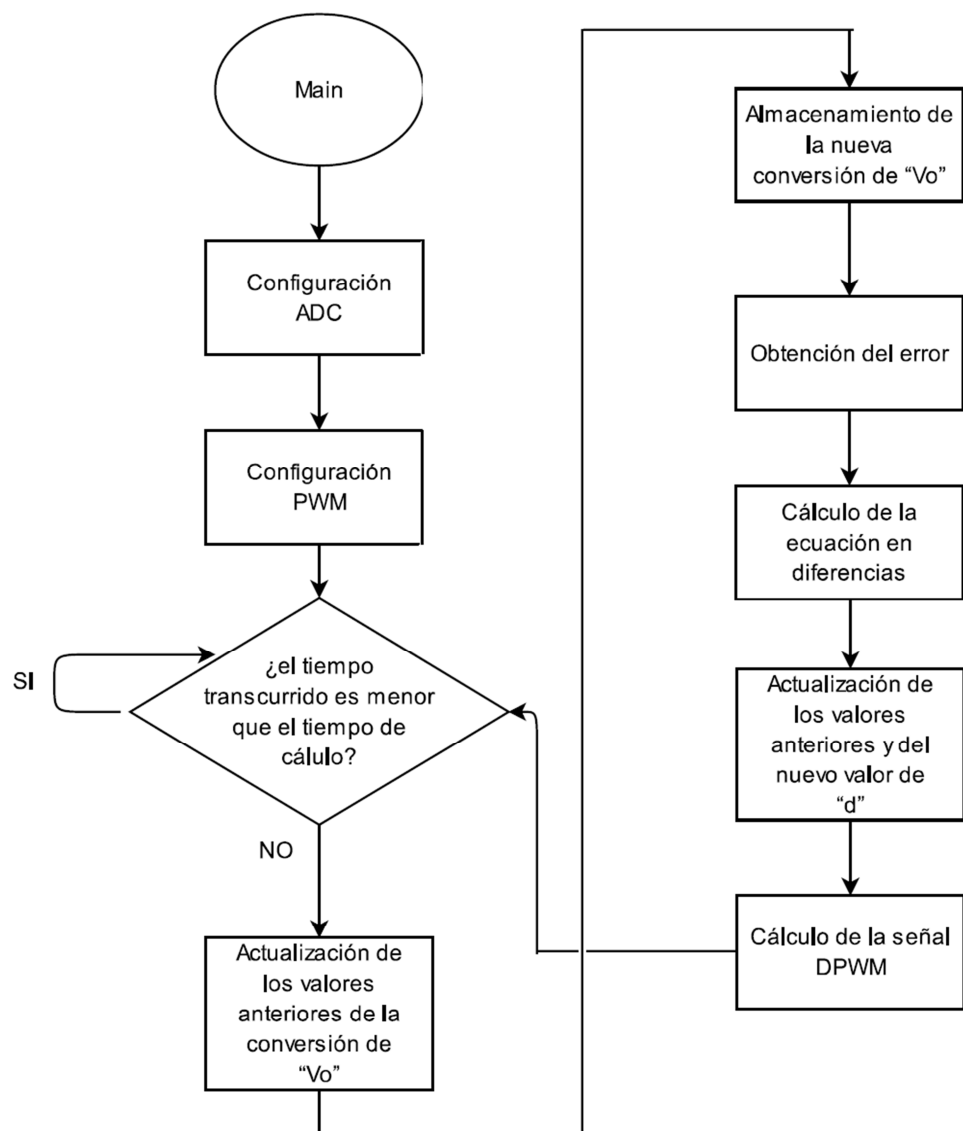 Main
Configuración
ADC
Configuración
PWM
¿el tiempo
transcurrido es menor
que el tiempo de
cálulo?
SI
NO
Actualización de
los valores
anteriores de la
conversión de
“Vo”
Almacenamiento de
la nueva
conversión de “Vo”
Obtención del error
Cálculo de la
ecuación en
diferencias
Actualización de
los valores
anteriores y del
nuevo valor de
“d”
Cálculo de la señal
DPWM